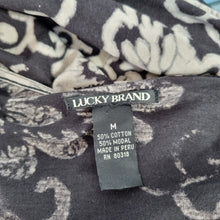 LUCKY BRAND
M
50% COTTON
50% MODAL
MADE IN PERU
RN 80318